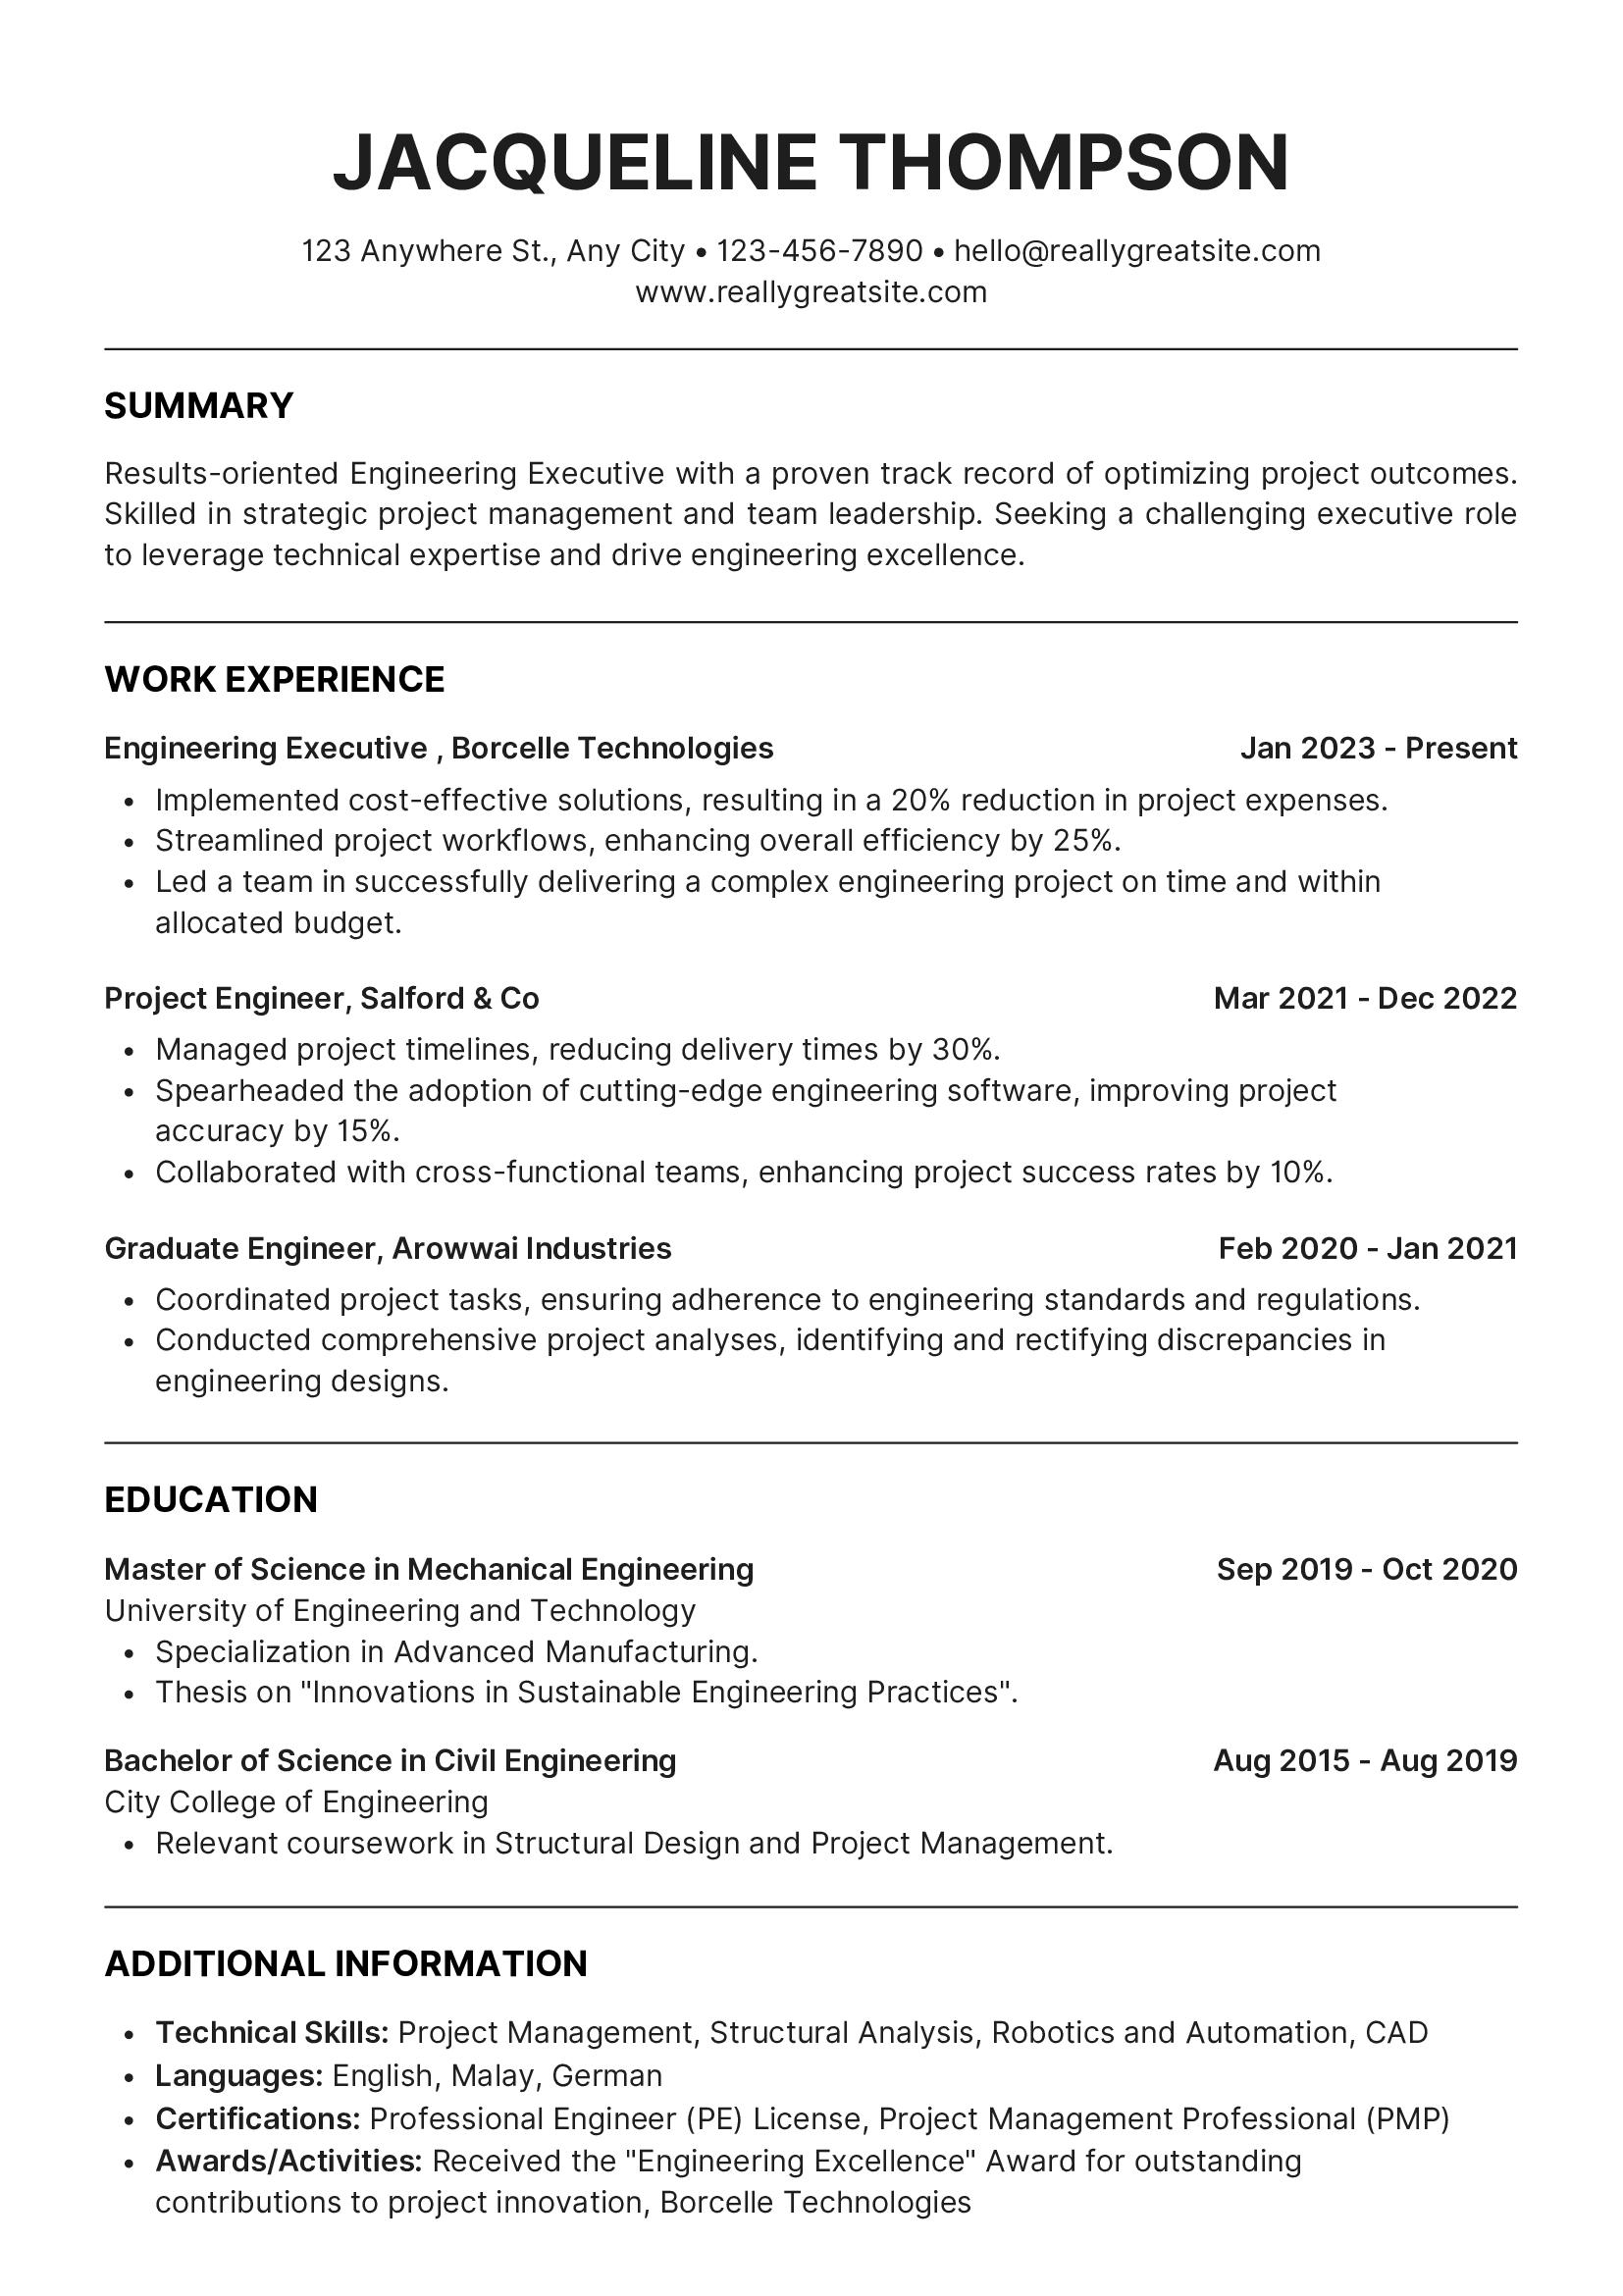 JACQUELINE THOMPSON
123 Anywhere St., Any City • 123-456-7890 • hello@reallygreatsite.com
www.reallygreatsite.com
SUMMARY
Results-oriented Engineering Executive with a proven track record of optimizing project outcomes.
Skilled in strategic project management and team leadership. Seeking a challenging executive role
to leverage technical expertise and drive engineering excellence.
WORK EXPERIENCE
Engineering Executive , Borcelle Technologies Jan 2023 - Present
• Implemented cost-effective solutions, resulting in a 20% reduction in project expenses.
• Streamlined project workflows, enhancing overall efficiency by 25%.
• Led a team in successfully delivering a complex engineering project on time and within
allocated budget.
Project Engineer, Salford & Co Mar 2021 - Dec 2022
• Managed project timelines, reducing delivery times by 30%.
• Spearheaded the adoption of cutting-edge engineering software, improving project
accuracy by 15%.
• Collaborated with cross-functional teams, enhancing project success rates by 10%.
Graduate Engineer, Arowwai Industries Feb 2020 - Jan 2021
• Coordinated project tasks, ensuring adherence to engineering standards and regulations.
• Conducted comprehensive project analyses, identifying and rectifying discrepancies in
engineering designs.
EDUCATION
Master of Science in Mechanical Engineering Sep 2019 - Oct 2020
University of Engineering and Technology
• Specialization in Advanced Manufacturing.
• Thesis on "Innovations in Sustainable Engineering Practices".
Bachelor of Science in Civil Engineering Aug 2015 - Aug 2019
City College of Engineering
• Relevant coursework in Structural Design and Project Management.
ADDITIONAL INFORMATION
• Technical Skills: Project Management, Structural Analysis, Robotics and Automation, CAD
• Languages: English, Malay, German
• Certifications: Professional Engineer (PE) License, Project Management Professional (PMP)
• Awards/Activities: Received the "Engineering Excellence" Award for outstanding
contributions to project innovation, Borcelle Technologies